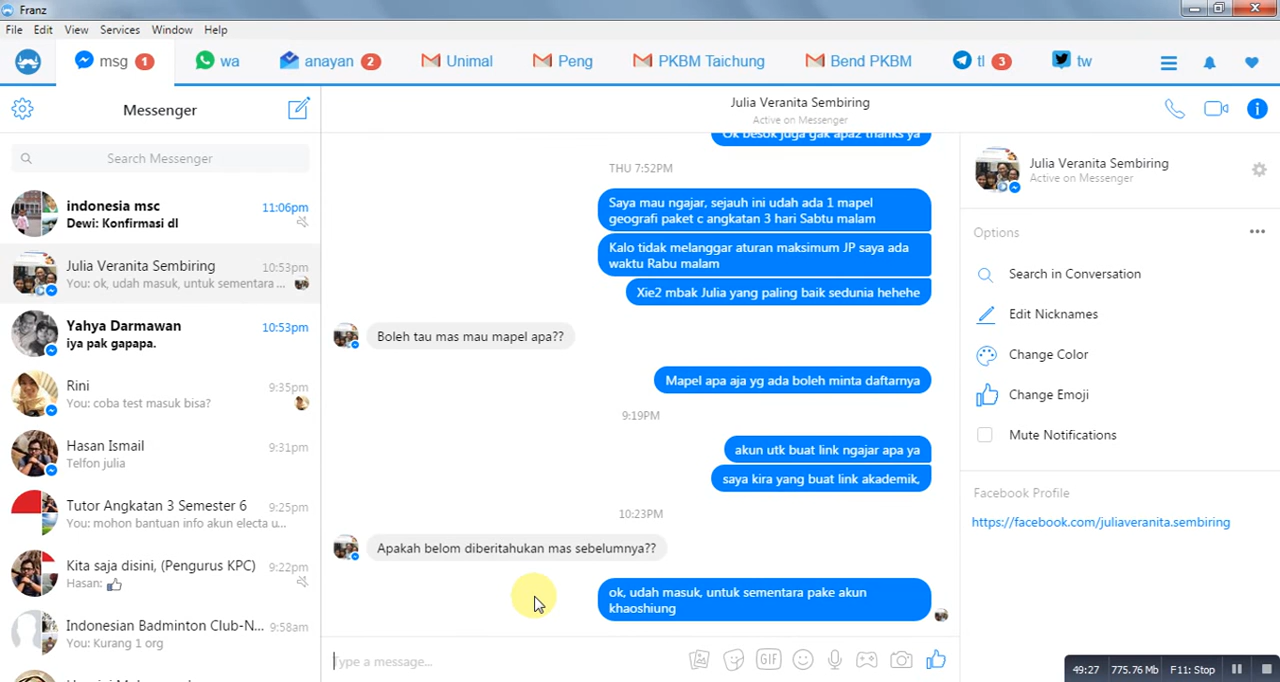 Franz
File Edit View Services Window Help
msg 1 wa anayan 2 Unimal Peng PKBM Taichung Bend PKBM tl 3 tw
Messenger
Search Messenger
indonesia msc 11:06pm
Dewi: Konfirmasi dl
Julia Veranita Sembiring 10:53pm
You: ok, udah masuk, untuk sementara ...
Yahya Darmawan 10:53pm
iya pak gapapa.
Rini 9:35pm
You: coba test masuk bisa?
Hasan Ismail 9:31pm
Telfon julia
Tutor Angkatan 3 Semester 6 9:25pm
You: mohon bantuan info akun electa u...
Kita saja disini, (Pengurus KPC) 9:22pm
Hasan:
Indonesian Badminton Club-N... 9:58am
You: Kurang 1 org
Julia Veranita Sembiring
Active on Messenger
Ok besok juga gak apa2 thanks ya
THU 7:52PM
Saya mau ngajar, sejauh ini udah ada 1 mapel
geografi paket c angkatan 3 hari Sabtu malam
Kalo tidak melanggar aturan maksimum JP saya ada
waktu Rabu malam
Xie2 mbak Julia yang paling baik sedunia hehehe
Boleh tau mas mau mapel apa??
Mapel apa aja yg ada boleh minta daftarnya
9:19PM
akun utk buat link ngajar apa ya
saya kira yang buat link akademik,
10:23PM
Apakah belom diberitahukan mas sebelumnya??
ok, udah masuk, untuk sementara pake akun
khaoshiung
Type a message...
GIF
Julia Veranita Sembiring
Active on Messenger
Options
Search in Conversation
Edit Nicknames
Change Color
Change Emoji
Mute Notifications
Facebook Profile
https://facebook.com/juliaveranita.sembiring
49:27 775.76 Mb F11: Stop